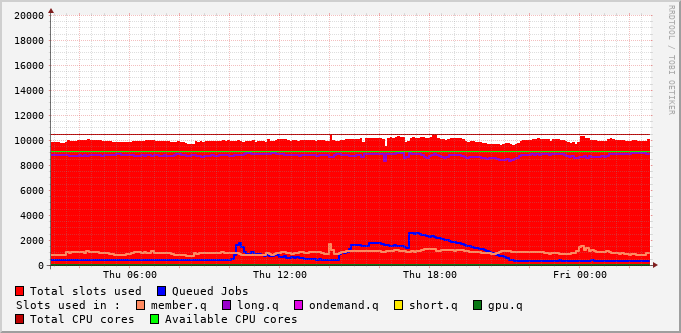 RRDTOOL / TOBI OETIKER
20000
18000
16000
14000
12000
10000
8000
6000
4000
2000
0
Thu 06:00 Thu 12:00 Thu 18:00 Fri 00:00
Total slots used Queued Jobs
Slots used in : member.q long.q ondemand.q short.q gpu.q
Total CPU cores Available CPU cores